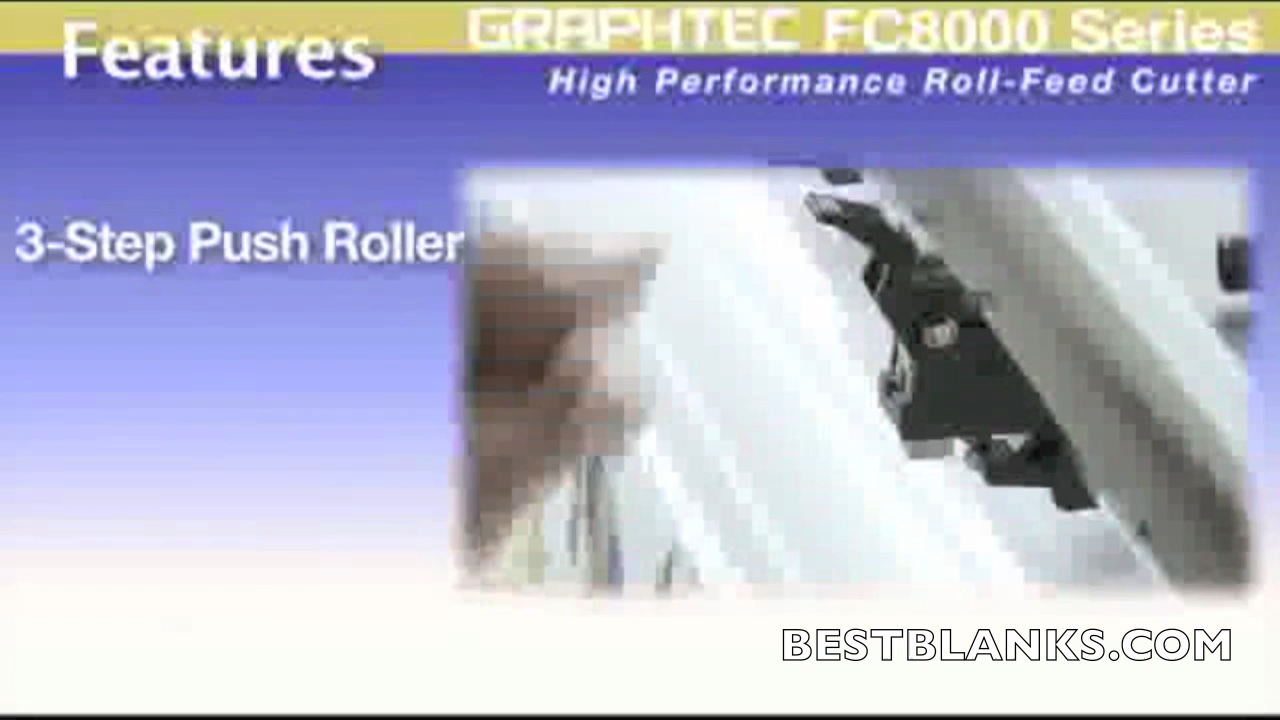 Features
GRAPHTEC FC8000 Series
High Performance Roll-Feed Cutter
3-Step Push Roller
BESTBLANKS.COM